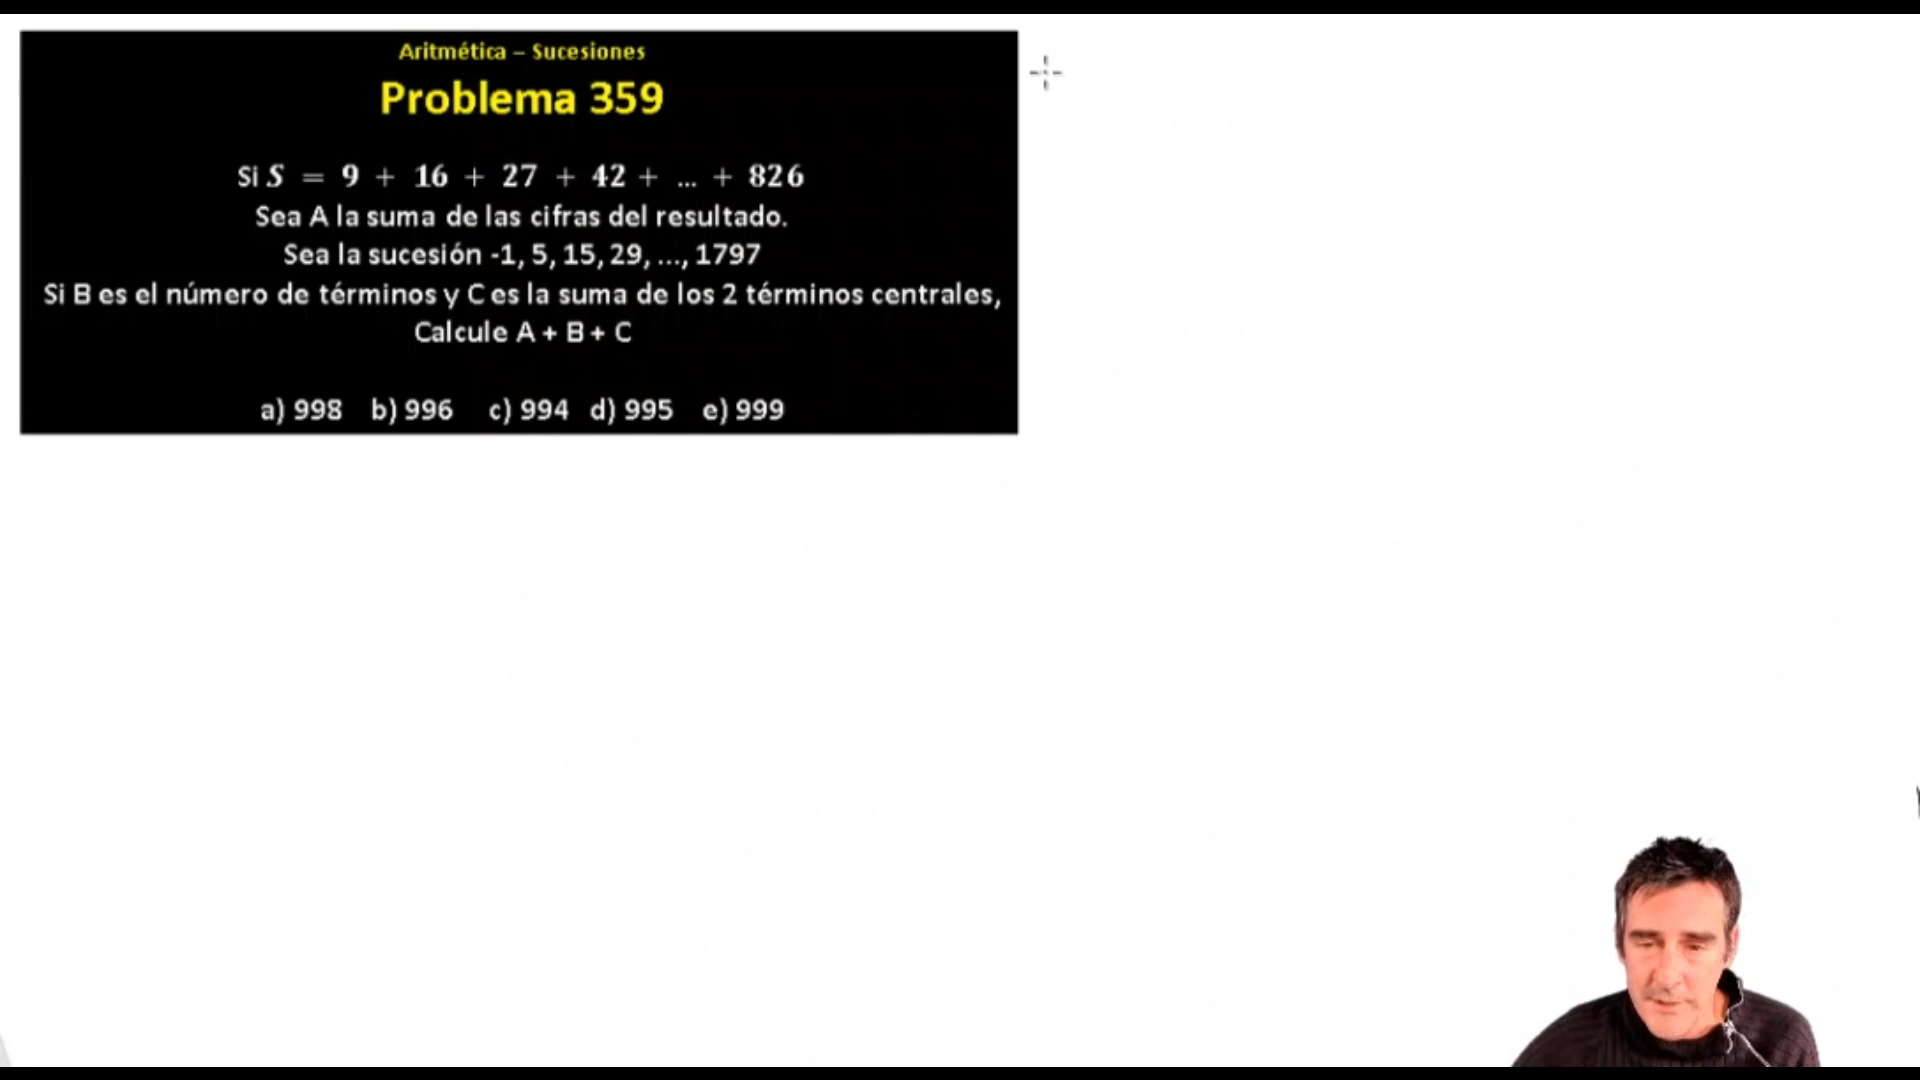 Aritmética – Sucesiones
Problema 359
Si S = 9 + 16 + 27 + 42 + ... + 826
Sea A la suma de las cifras del resultado.
Sea la sucesión -1, 5, 15, 29, ..., 1797
Si B es el número de términos y C es la suma de los 2 términos centrales,
Calcule A + B + C
a) 998 b) 996 c) 994 d) 995 e) 999